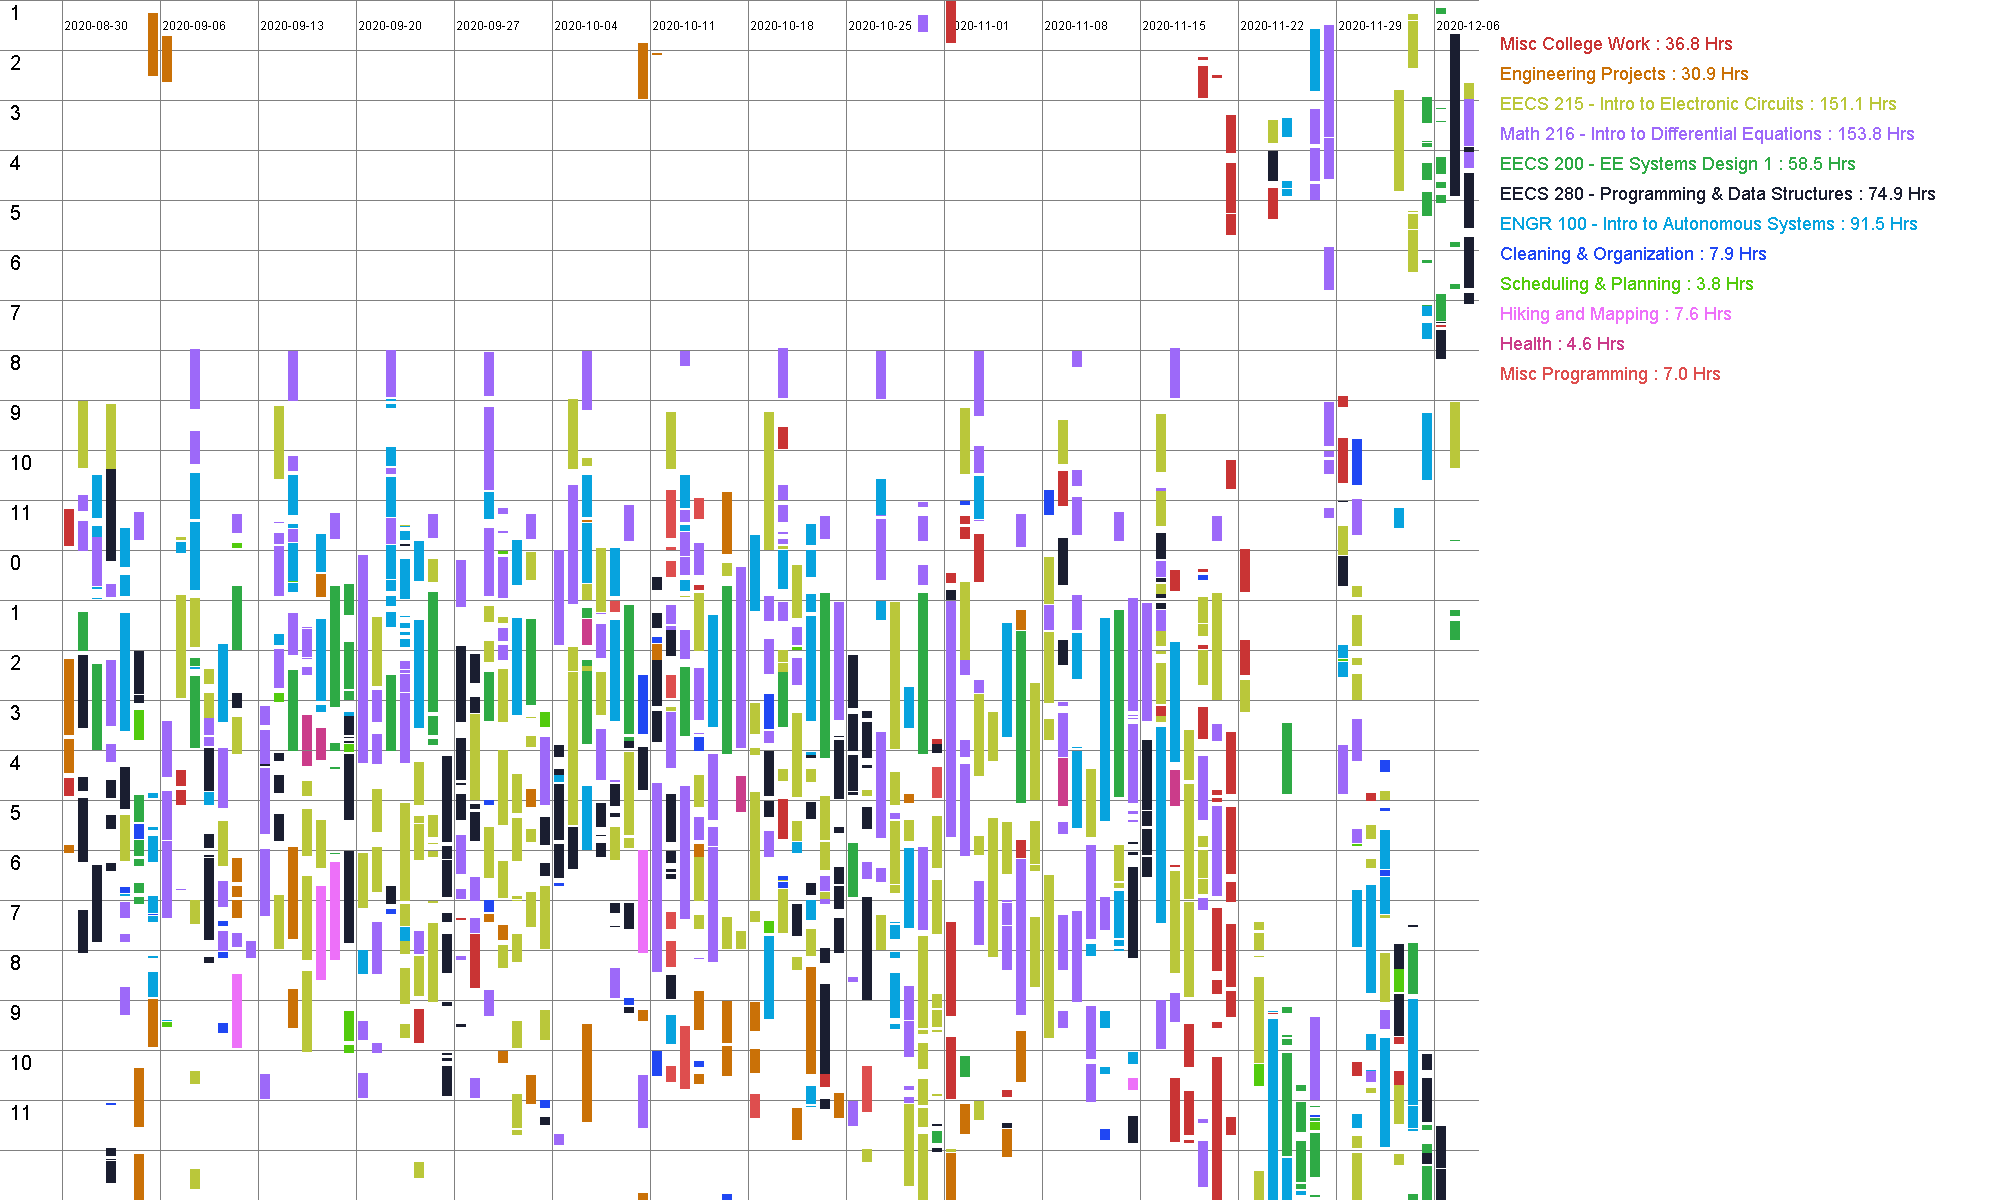 1
2020-08-30 2020-09-06 2020-09-13 2020-09-20 2020-09-27 2020-10-04 2020-10-11 2020-10-18 2020-10-25 2020-11-01 2020-11-08 2020-11-15 2020-11-22 2020-11-29 2020-12-06
Misc College Work : 36.8 Hrs
2
Engineering Projects : 30.9 Hrs
EECS 215 - Intro to Electronic Circuits : 151.1 Hrs
3
Math 216 - Intro to Differential Equations : 153.8 Hrs
4
EECS 200 - EE Systems Design 1 : 58.5 Hrs
EECS 280 - Programming & Data Structures : 74.9 Hrs
5
ENGR 100 - Intro to Autonomous Systems : 91.5 Hrs
Cleaning & Organization : 7.9 Hrs
6
Scheduling & Planning : 3.8 Hrs
7
Hiking and Mapping : 7.6 Hrs
Health : 4.6 Hrs
8
Misc Programming : 7.0 Hrs
9
10
11
0
1
2
3
4
5
6
7
8
9
10
11